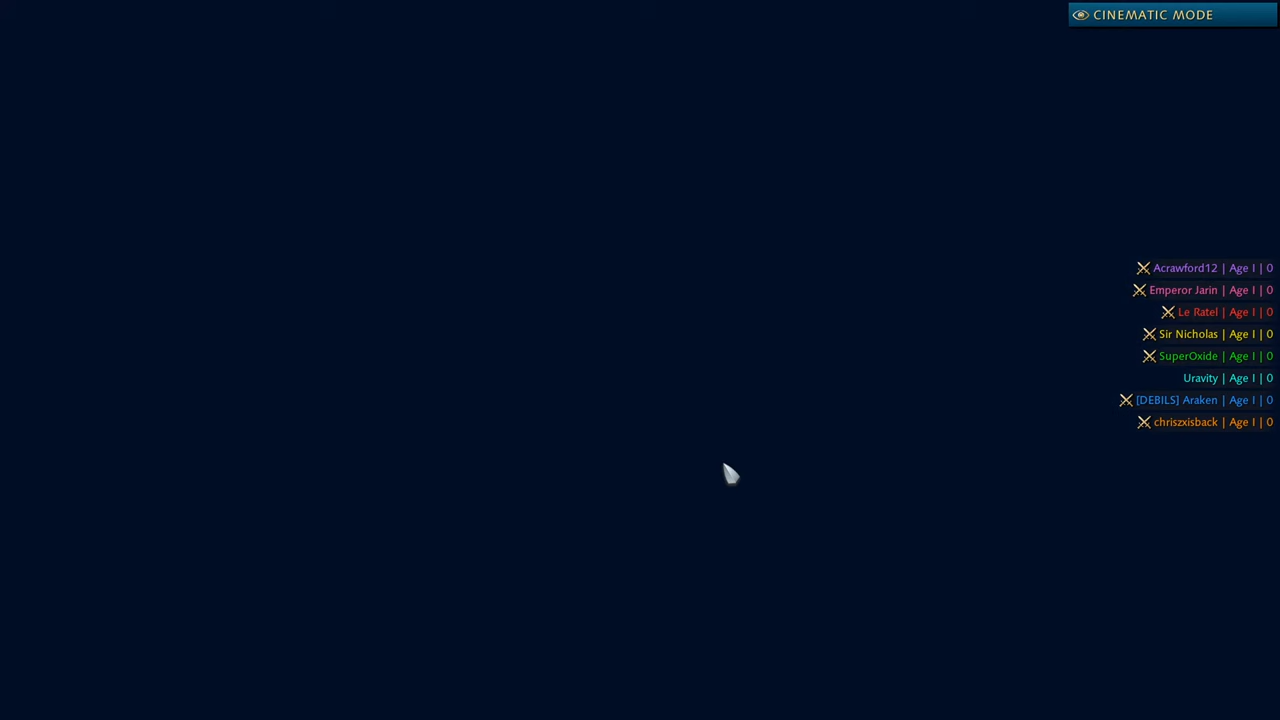 CINEMATIC MODE
Acrawford12 | Age I | 0
Emperor Jarin | Age I | 0
Le Ratel | Age I | 0
Sir Nicholas | Age I | 0
SuperOxide | Age I | 0
Uravity | Age I | 0
[DEBILS] Araken | Age I | 0
chriszxisback | Age I | 0